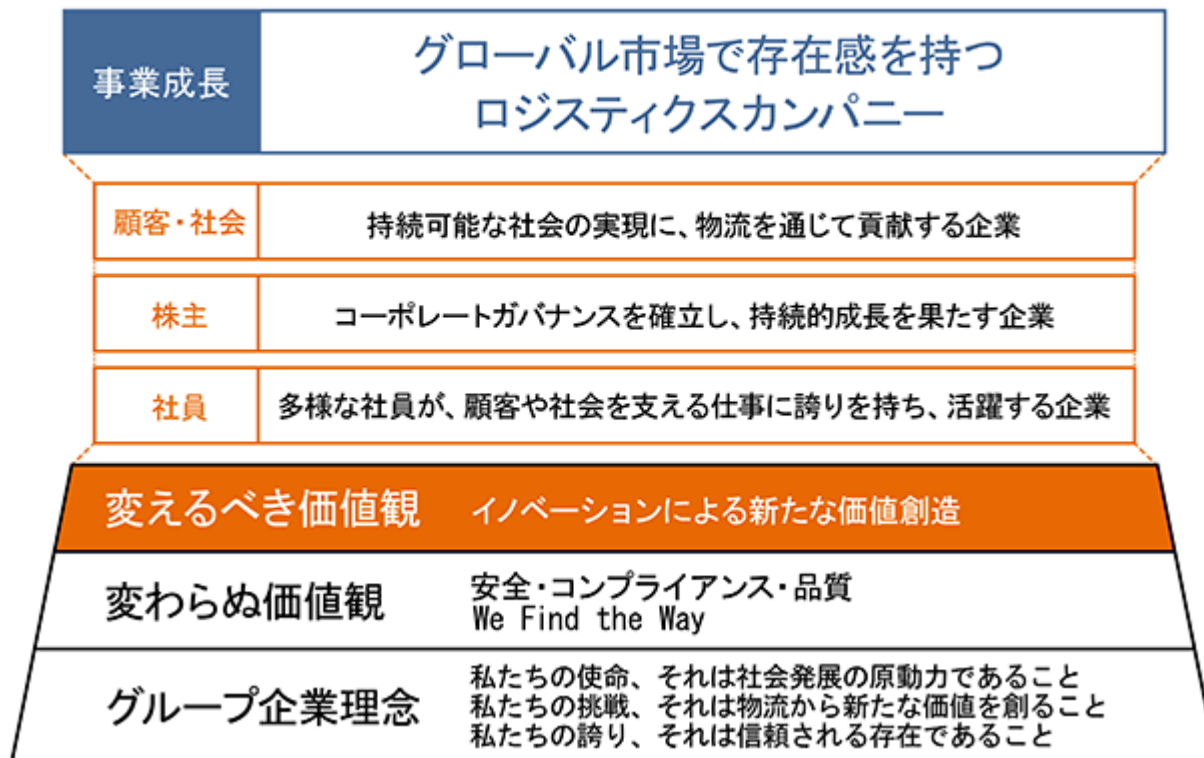 事業成長
グローバル市場で存在感を持つ
ロジスティクスカンパニー
顧客・社会
持続可能な社会の実現に、物流を通じて貢献する企業
株主
コーポレートガバナンスを確立し、持続的成長を果たす企業
社員
多様な社員が、顧客や社会を支える仕事に誇りを持ち、活躍する企業
変えるべき価値観
イノベーションによる新たな価値創造
変わらぬ価値観
安全・コンプライアンス・品質
We Find the Way
グループ企業理念
私たちの使命、それは社会発展の原動力であること
私たちの挑戦、それは物流から新たな価値を創ること
私たちの誇り、それは信頼される存在であること